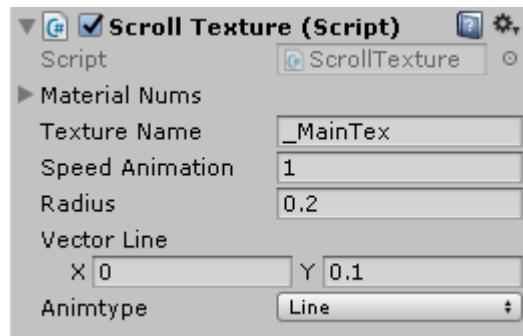 Scroll Texture (Script)
Script ScrollTexture
Material Nums
Texture Name _MainTex
Speed Animation 1
Radius 0.2
Vector Line
X 0 Y 0.1
Animtype Line